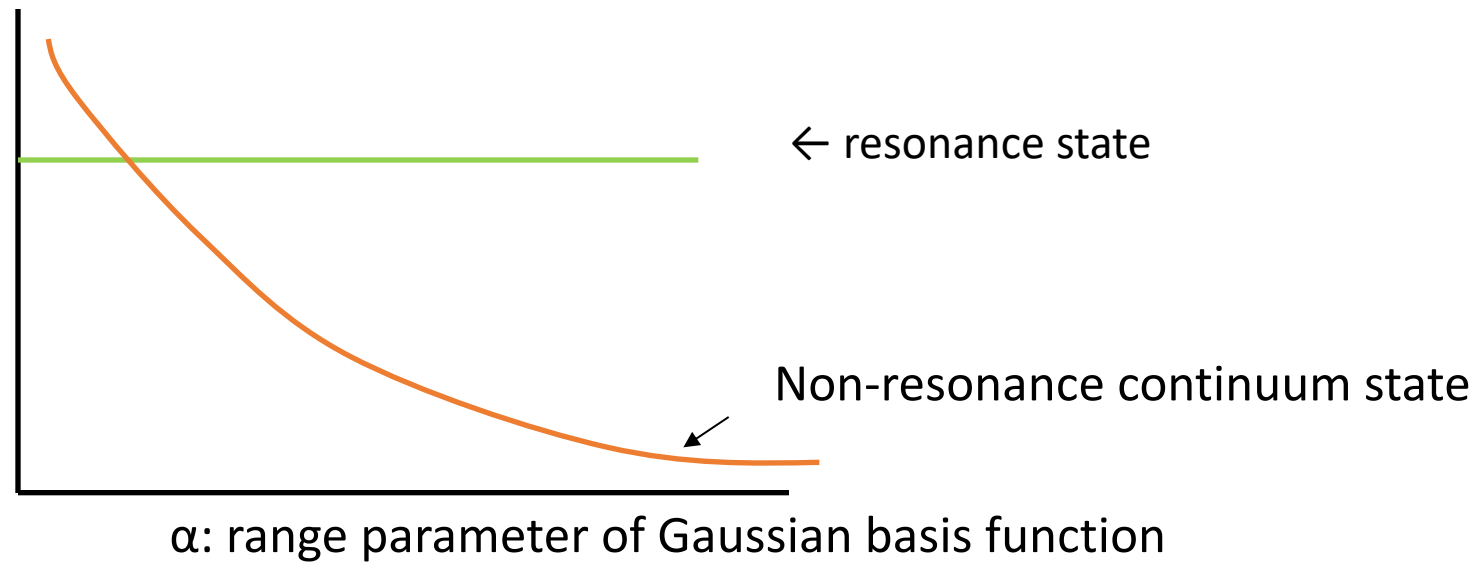 ← resonance state
Non-resonance continuum state
α: range parameter of Gaussian basis function